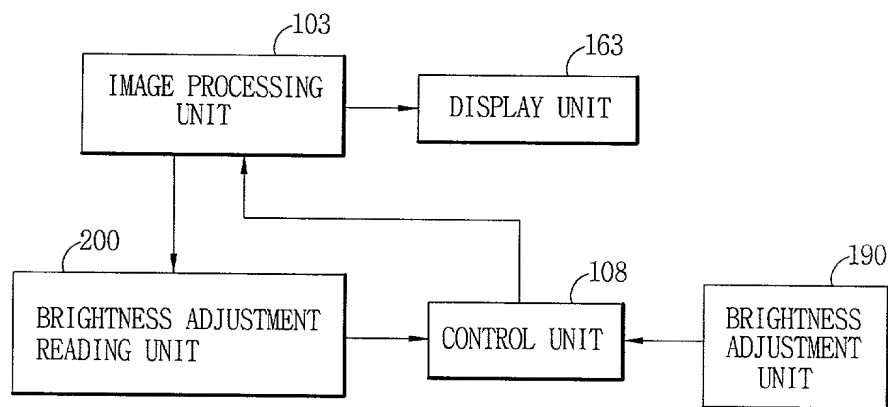 103
IMAGE PROCESSING
UNIT
163
DISPLAY UNIT
200
BRIGHTNESS ADJUSTMENT
READING UNIT
108
CONTROL UNIT
190
BRIGHTNESS
ADJUSTMENT
UNIT